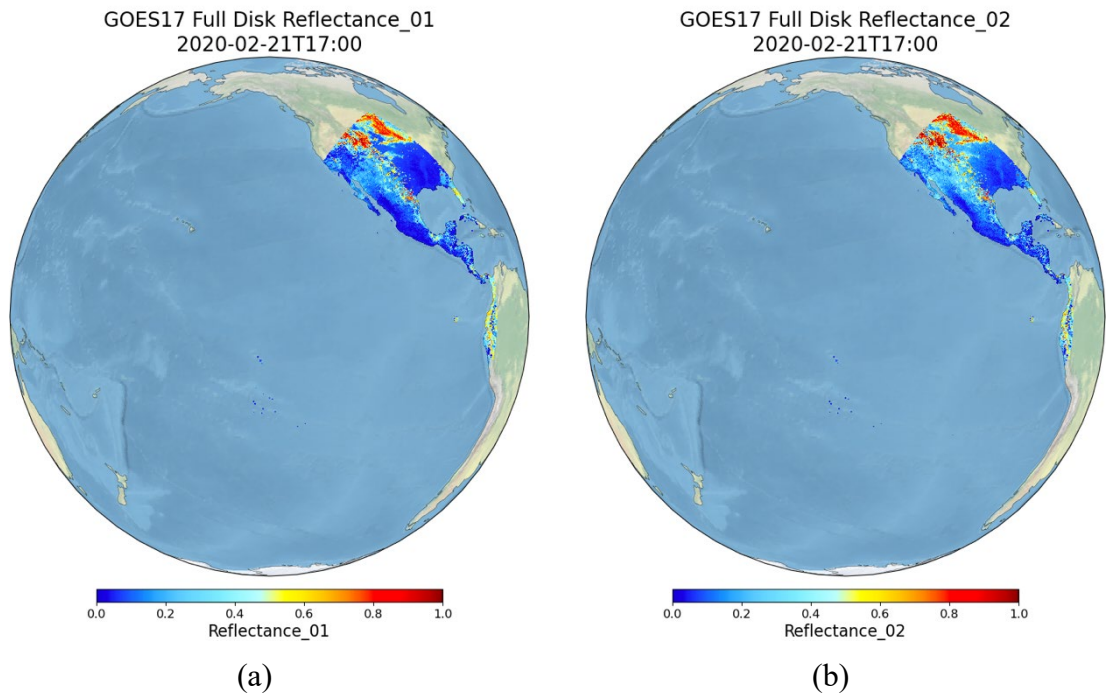 GOES17 Full Disk Reflectance_01
2020-02-21T17:00
0.0 0.2 0.4 0.6 0.8 1.0
Reflectance_01
(a)
GOES17 Full Disk Reflectance_02
2020-02-21T17:00
0.0 0.2 0.4 0.6 0.8 1.0
Reflectance_02
(b)